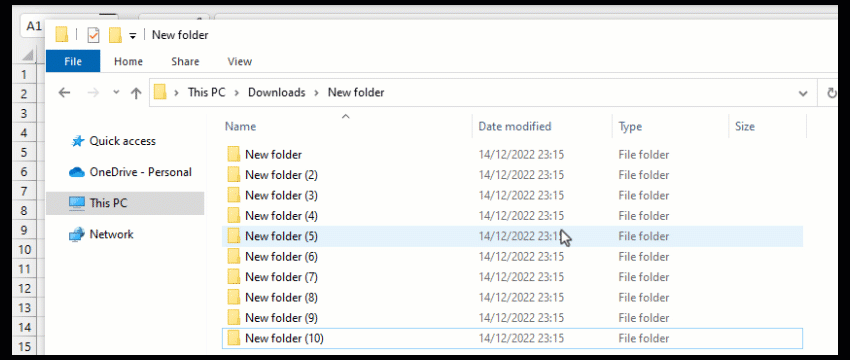 A1
New folder
File Home Share View
This PC Downloads New folder
Name Date modified Type Size
Quick access
OneDrive - Personal
This PC
Network
New folder 14/12/2022 23:15 File folder
New folder (2) 14/12/2022 23:15 File folder
New folder (3) 14/12/2022 23:15 File folder
New folder (4) 14/12/2022 23:15 File folder
New folder (5) 14/12/2022 23:15 File folder
New folder (6) 14/12/2022 23:15 File folder
New folder (7) 14/12/2022 23:15 File folder
New folder (8) 14/12/2022 23:15 File folder
New folder (9) 14/12/2022 23:15 File folder
New folder (10) 14/12/2022 23:15 File folder
1
2
3
4
5
6
7
8
9
10
11
12
13
14
15